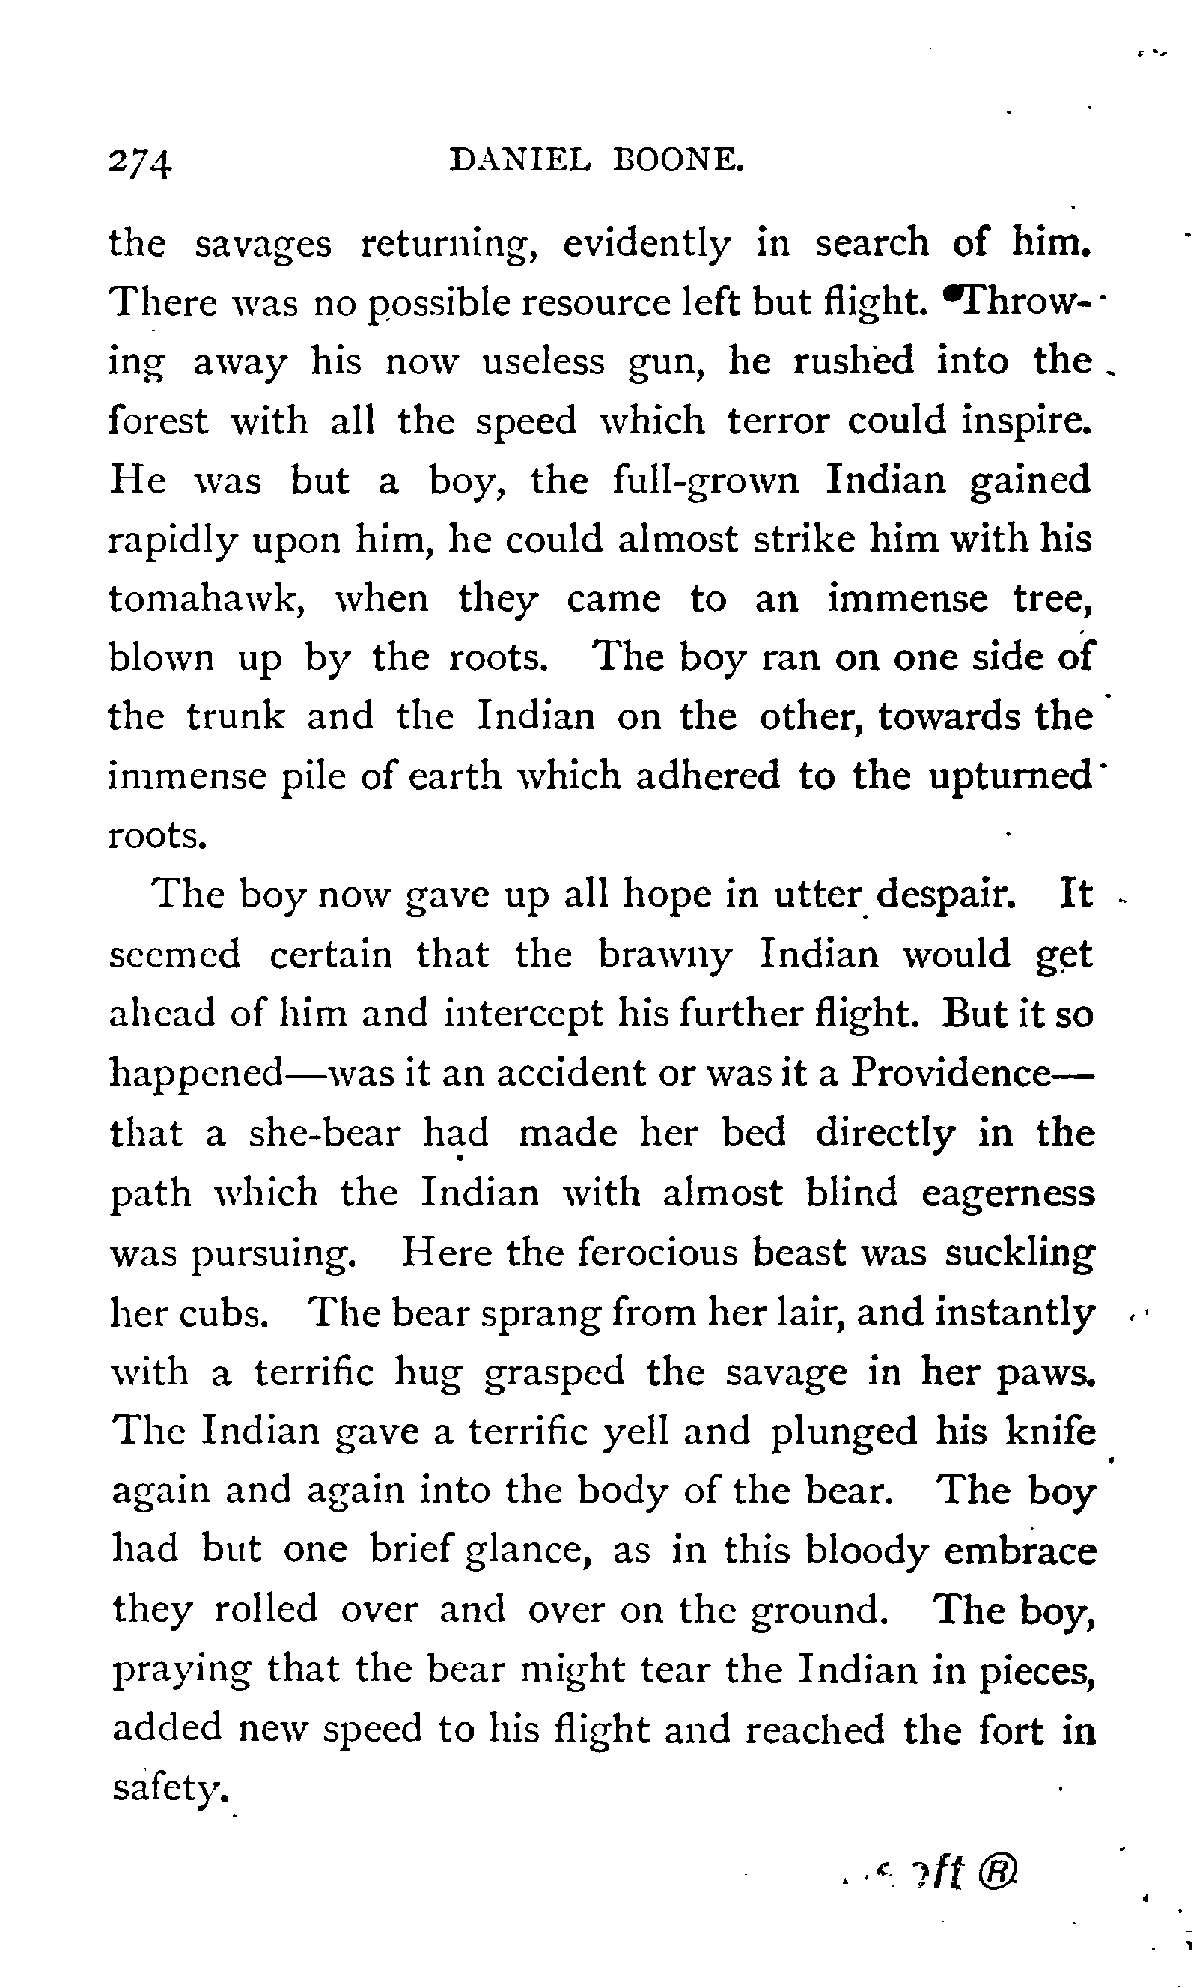 274 DANIEL BOONE.
the savages returning, evidently in search of him.
There was no possible resource left but flight. Throw-
ing away his now useless gun, he rushed into the
forest with all the speed which terror could inspire.
He was but a boy, the full-grown Indian gained
rapidly upon him, he could almost strike him with his
tomahawk, when they came to an immense tree,
blown up by the roots. The boy ran on one side of
the trunk and the Indian on the other, towards the
immense pile of earth which adhered to the upturned
roots.
The boy now gave up all hope in utter despair. It
seemed certain that the brawny Indian would get
ahead of him and intercept his further flight. But it so
happened—was it an accident or was it a Providence—
that a she-bear had made her bed directly in the
path which the Indian with almost blind eagerness
was pursuing. Here the ferocious beast was suckling
her cubs. The bear sprang from her lair, and instantly
with a terrific hug grasped the savage in her paws.
The Indian gave a terrific yell and plunged his knife
again and again into the body of the bear. The boy
had but one brief glance, as in this bloody embrace
they rolled over and over on the ground. The boy,
praying that the bear might tear the Indian in pieces,
added new speed to his flight and reached the fort in
safety.
®